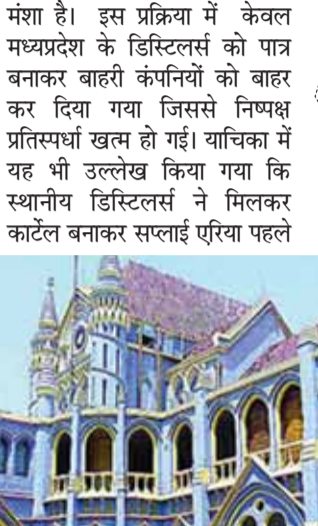 मंशा है। इस प्रक्रिया में केवल
मध्यप्रदेश के डिस्टिलर्स को पात्र
बनाकर बाहरी कंपनियों को बाहर
कर दिया गया जिससे निष्पक्ष
प्रतिस्पर्धा खत्म हो गई। याचिका में
यह भी उल्लेख किया गया कि
स्थानीय डिस्टिलर्स ने मिलकर
कार्टेल बनाकर सप्लाई एरिया पहले